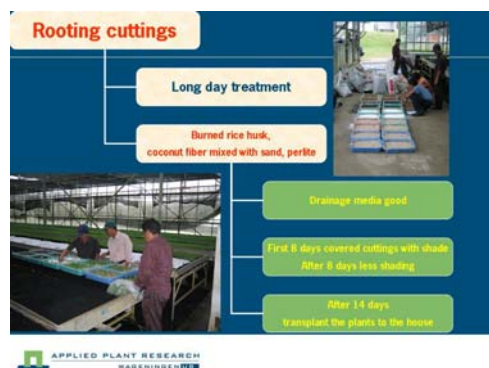 Rooting cuttings
Long day treatment
Burned rice husk,
coconut fiber mixed with sand, perlite
Drainage media good
First 8 days covered cuttings with shade
After 8 days less shading
After 14 days
transplant the plants to the house
APPLIED PLANT RESEARCH
WAGENINGEN UR